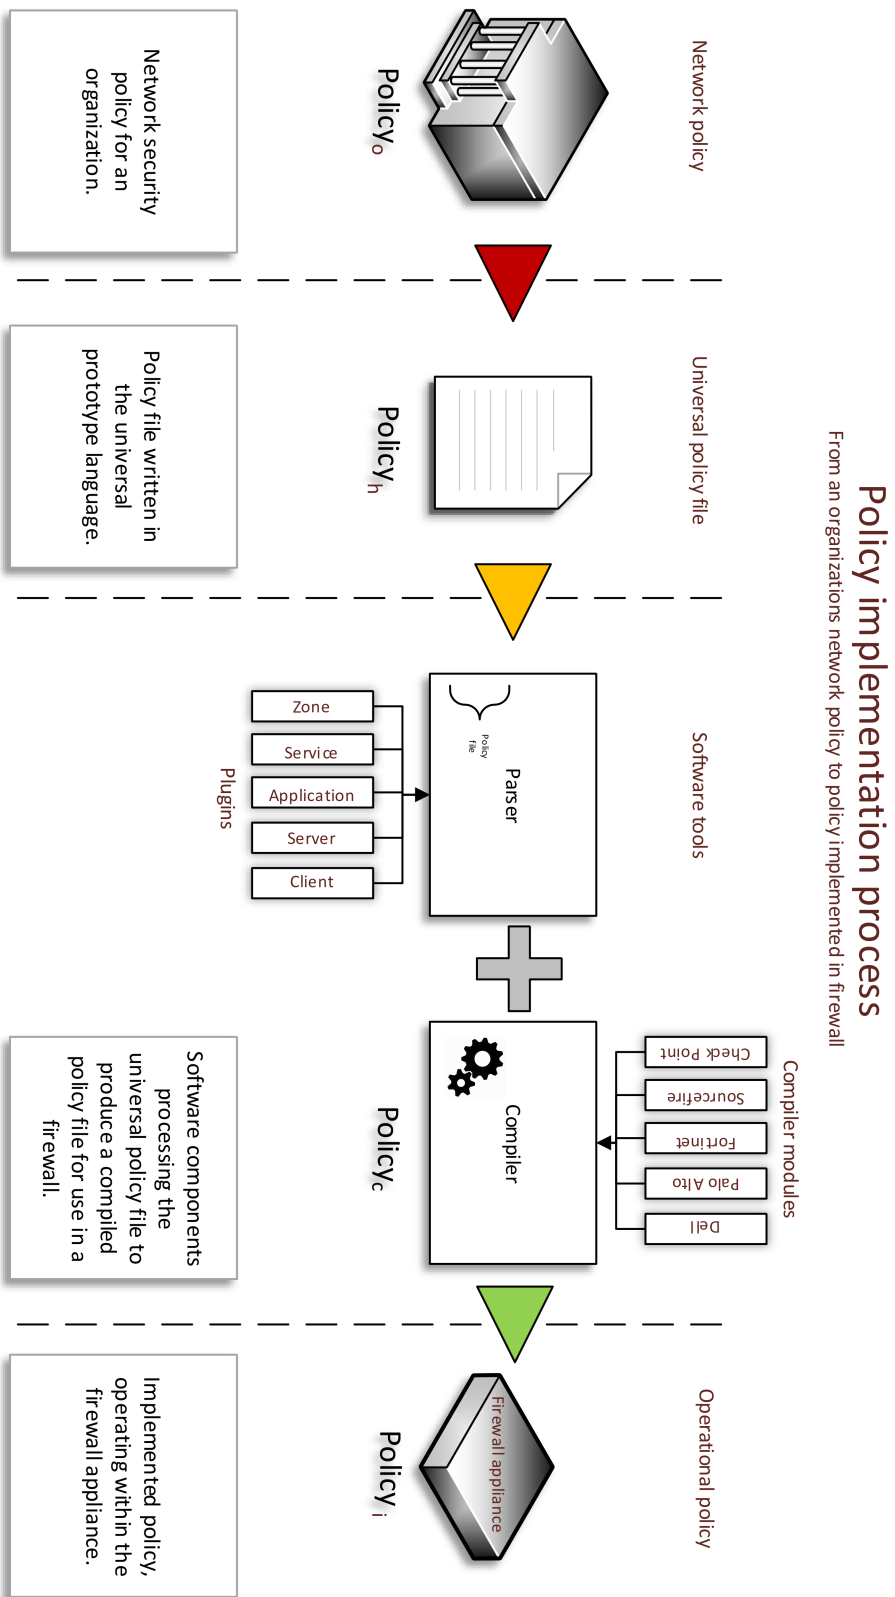 Policy implementation process
From an organizations network policy to policy implemented in firewall
Network policy
Universal policy file
Software tools
Operational policy
Compiler modules
Check Point
Sourcefire
Fortinet
Palo Alto
Dell
Parser
Policy
file
Compiler
Firewall appliance
Policyo
Policyh
Policyc
Policyi
Zone
Service
Application
Server
Client
Plugins
Network security
policy for an
organization.
Policy file written in
the universal
prototype language.
Software components
processing the
universal policy file to
produce a compiled
policy file for use in a
firewall.
Implemented policy,
operating within the
firewall appliance.